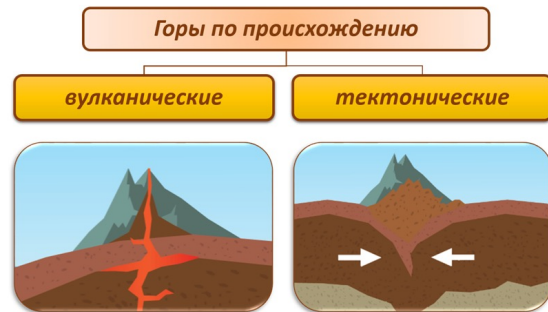 Горы по происхождению
вулканические
тектонические